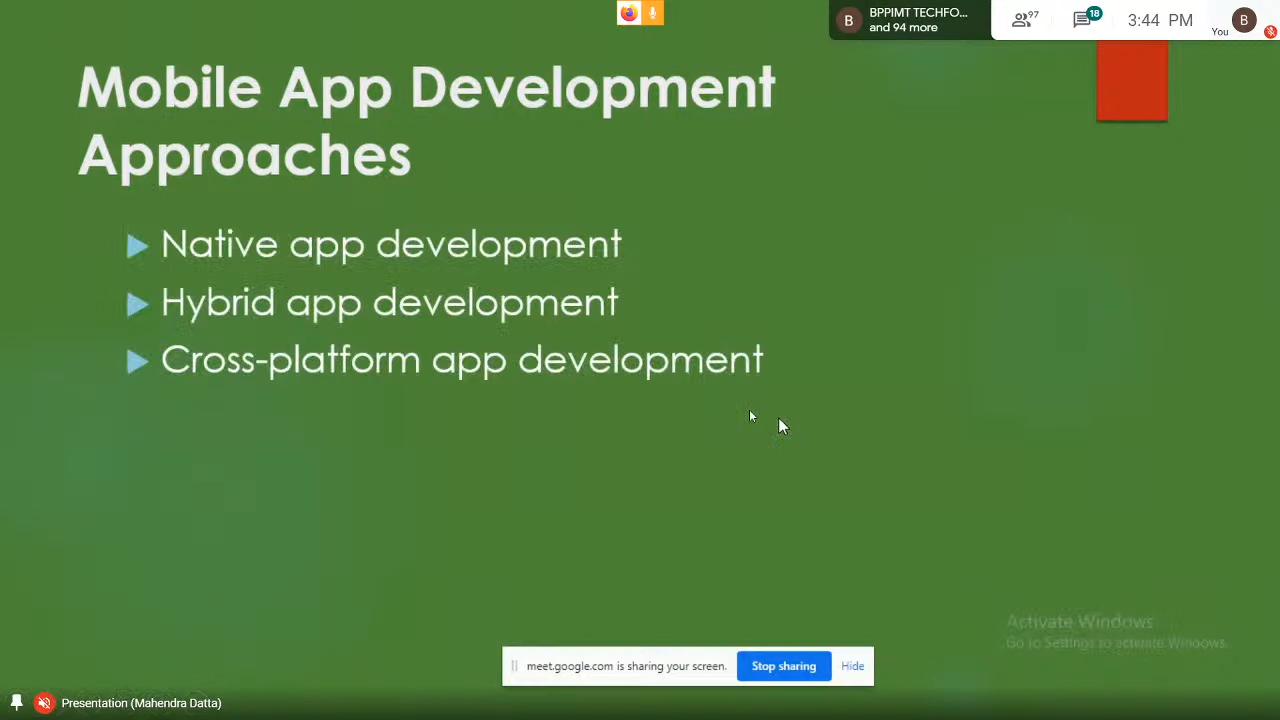 BPPIMT TECHFO...
and 94 more
B
97
18
3:44 PM
You
B
Mobile App Development
Approaches
Native app development
Hybrid app development
Cross-platform app development
Activate Windows
Go to Settings to activate Windows.
meet.google.com is sharing your screen.
Stop sharing
Hide
Presentation (Mahendra Datta)